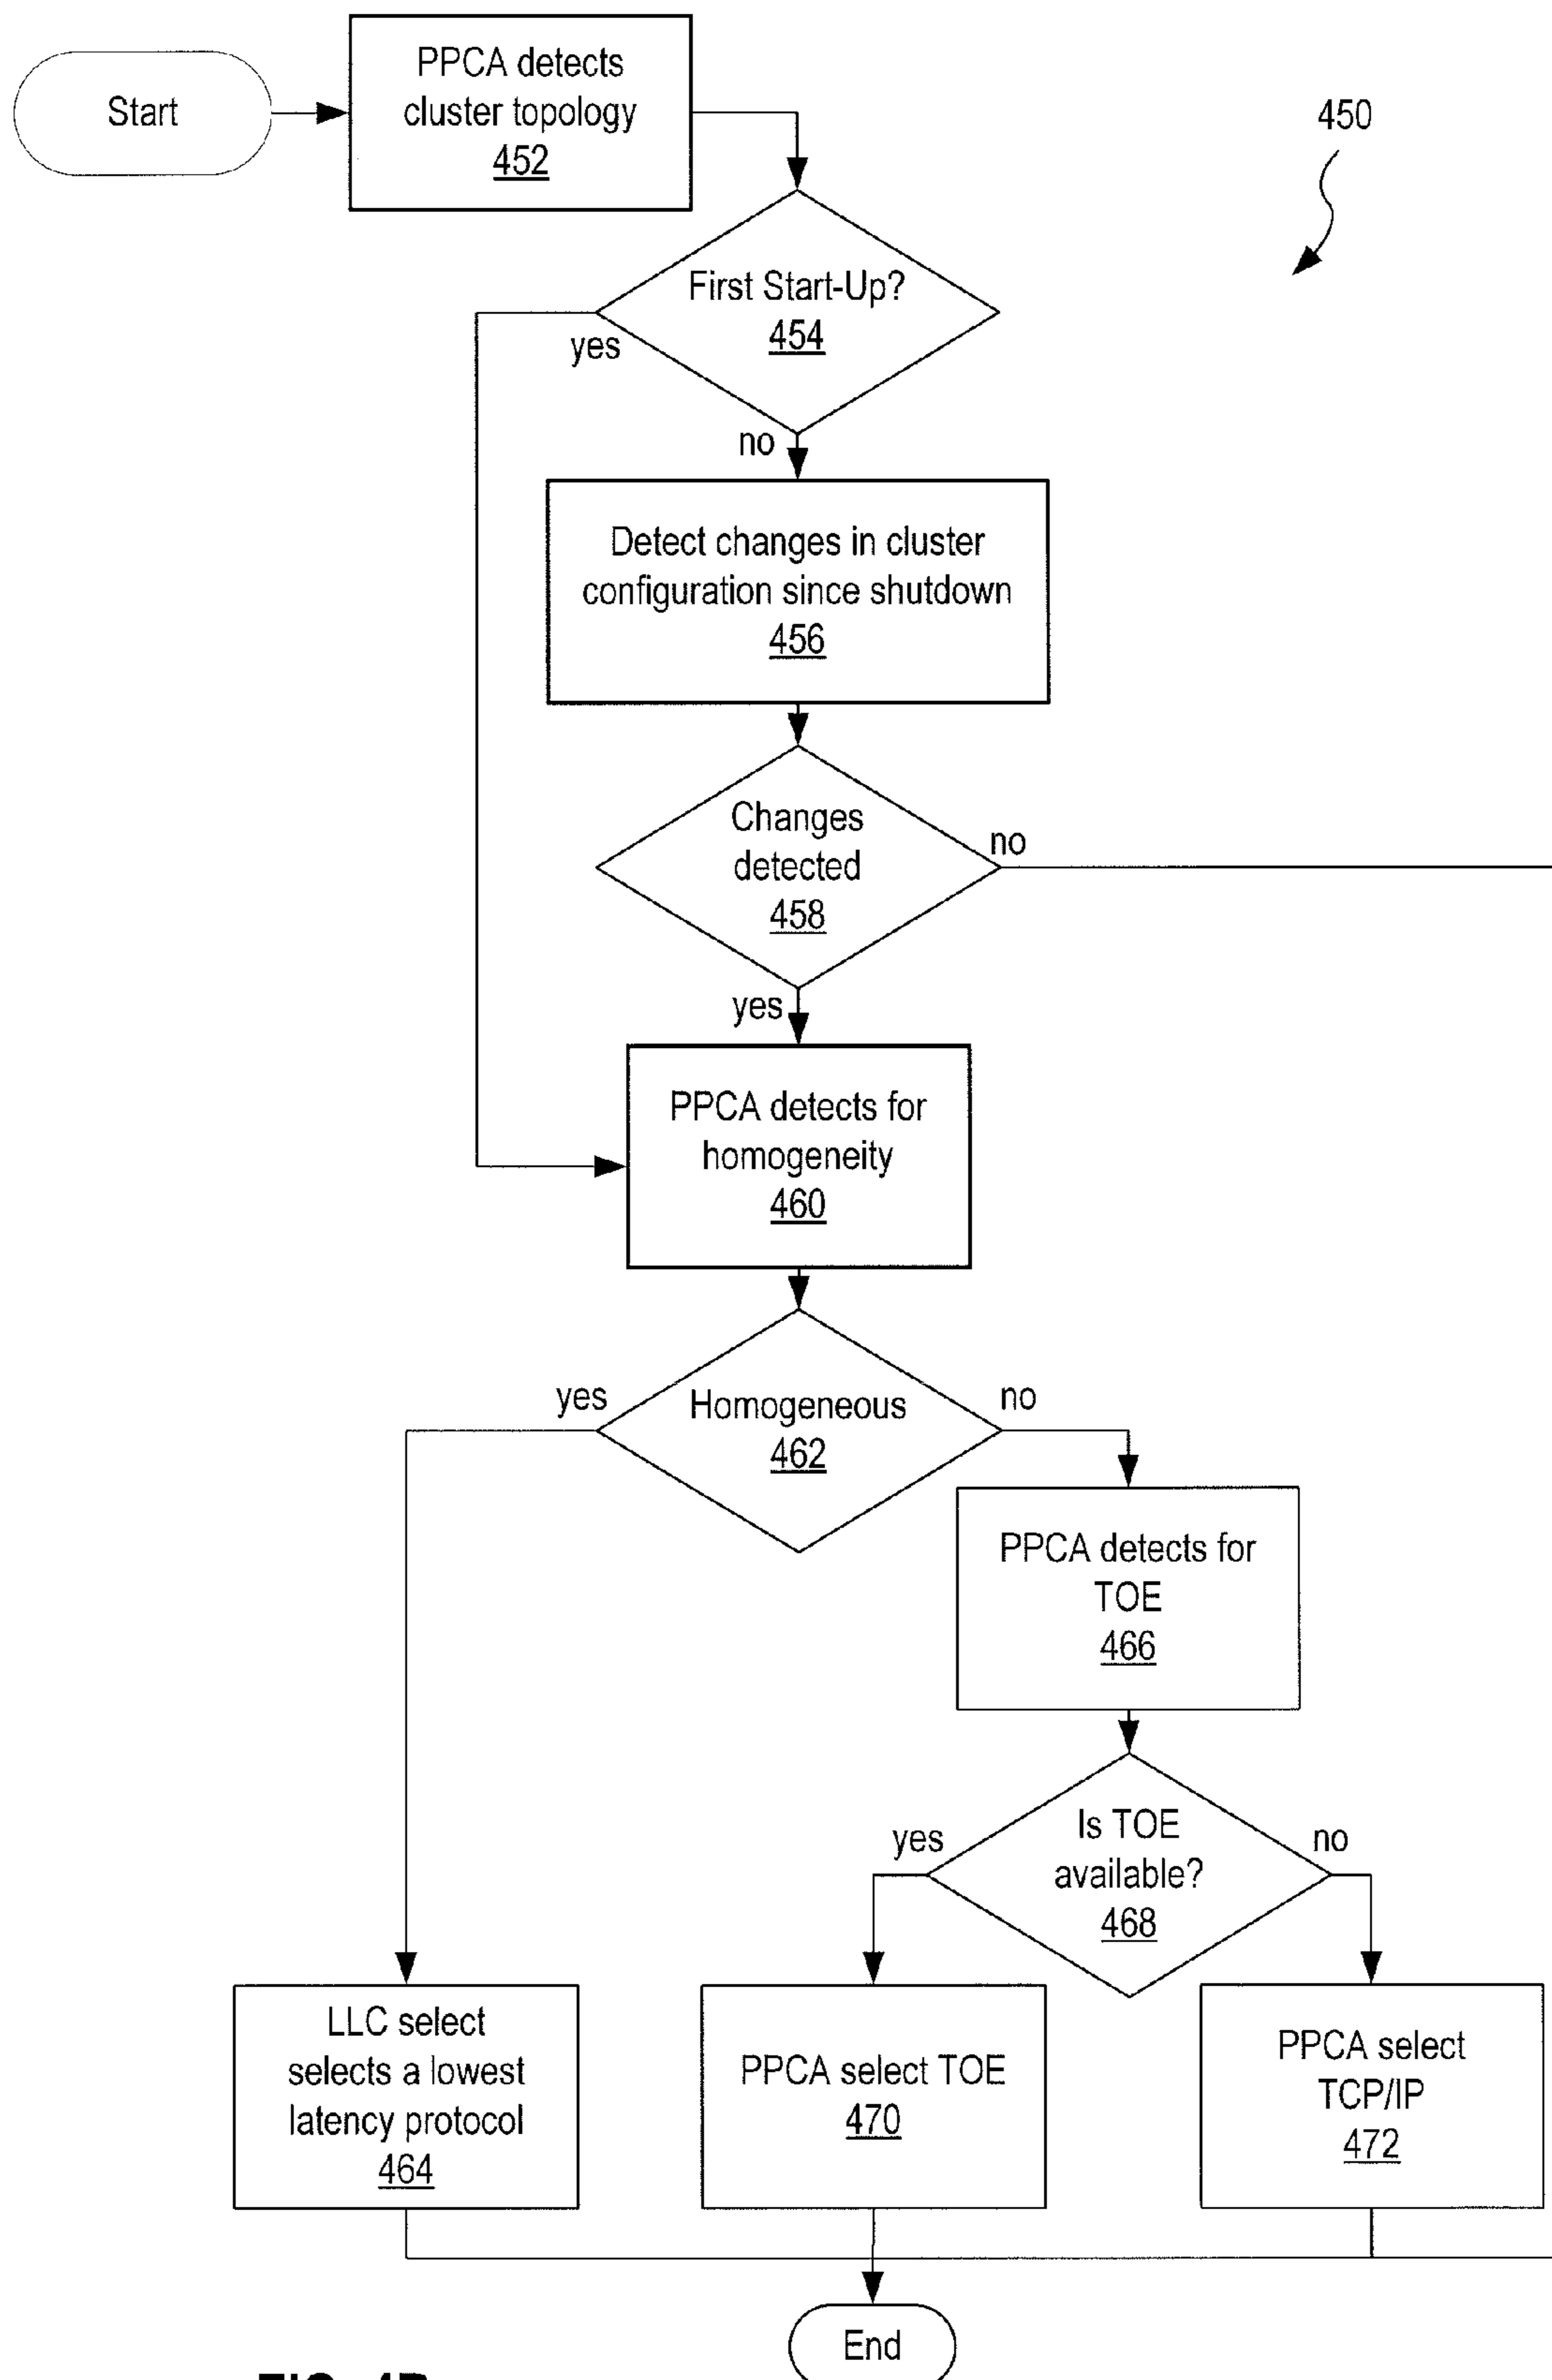 Start
PPCA detects
cluster topology
452
450
First Start-Up?
454
yes
no
Detect changes in cluster
configuration since shutdown
456
Changes
detected
458
no
yes
PPCA detects for
homogeneity
460
Homogeneous
462
yes
no
PPCA detects for
TOE
466
Is TOE
available?
468
yes
no
LLC select
selects a lowest
latency protocol
464
PPCA select TOE
470
PPCA select
TCP/IP
472
End